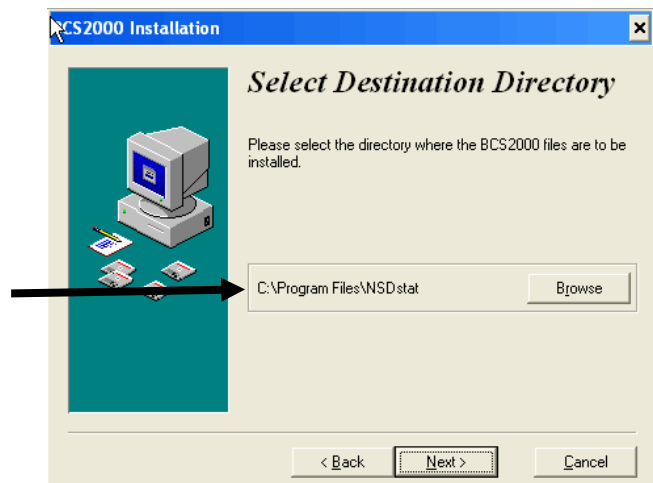 BCS2000 Installation
Select Destination Directory
Please select the directory where the BCS2000 files are to be
installed.
C:\Program Files\NSDstat
Browse
< Back
Next >
Cancel